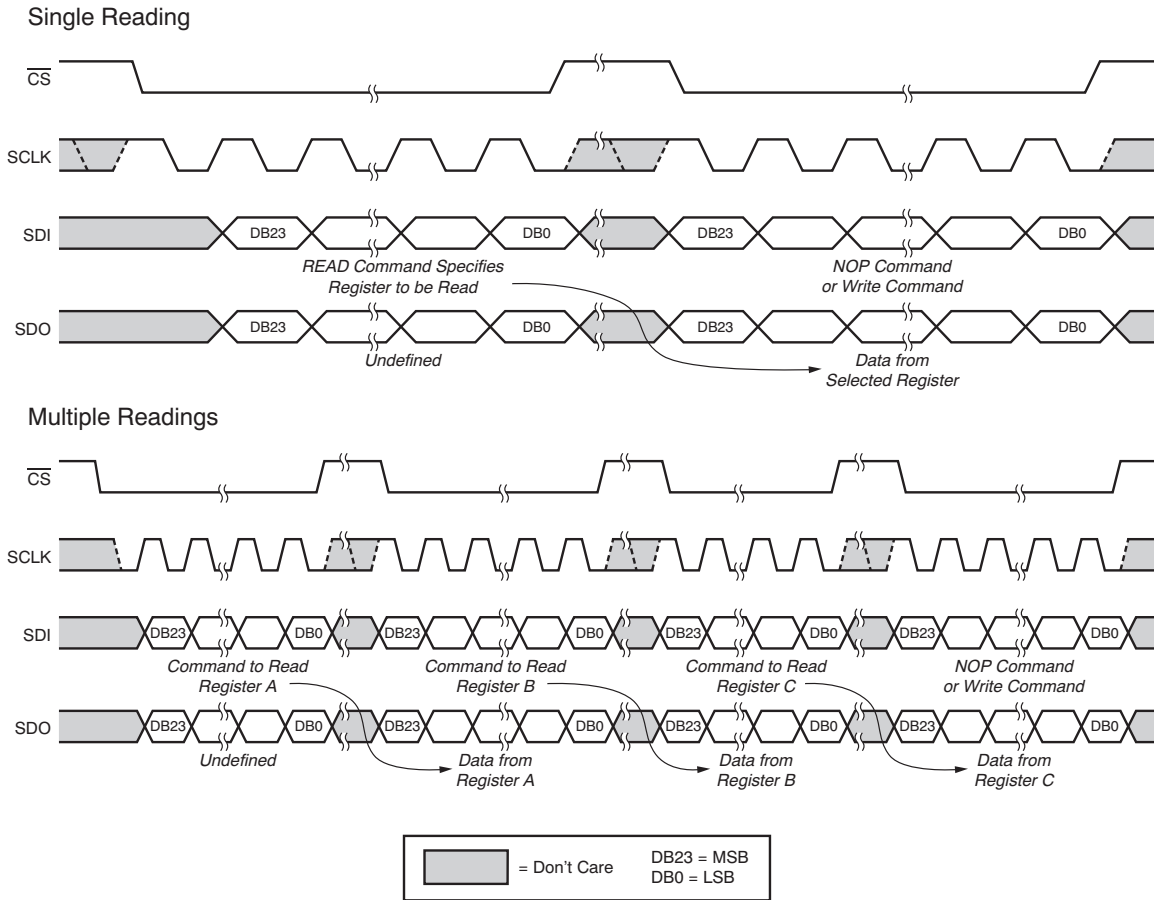 Single Reading
CS
SCLK
SDI DB23 DB0 DB23 DB0
READ Command Specifies
Register to be Read
NOP Command
or Write Command
SDO DB23 DB0 DB23 DB0
Undefined
Data from
Selected Register
Multiple Readings
CS
SCLK
SDI DB23 DB0 DB23 DB0 DB23 DB0 DB23 DB0
Command to Read
Register A
Command to Read
Register B
Command to Read
Register C
NOP Command
or Write Command
SDO DB23 DB0 DB23 DB0 DB23 DB0 DB23 DB0
Undefined
Data from
Register A
Data from
Register B
Data from
Register C
= Don't Care
DB23 = MSB
DB0 = LSB